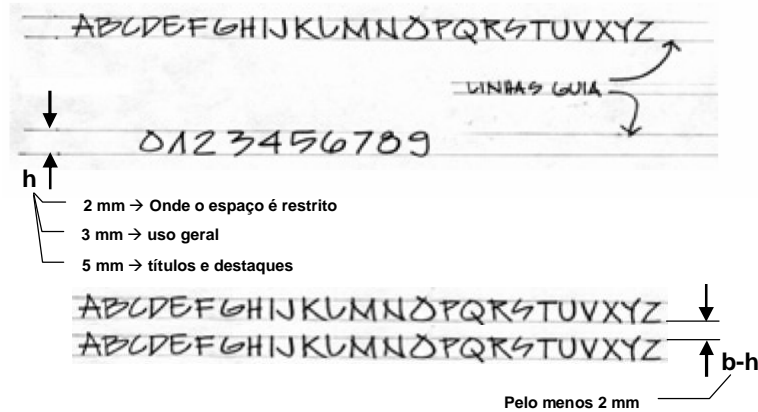 ABCDEFGHIJKLMNOPQRSTUVXYZ
LINHAS GUIA
0123456789
h
2 mm → Onde o espaço é restrito
3 mm → uso geral
5 mm → títulos e destaques
ABCDEFGHIJKLMNOPQRSTUVXYZ
ABCDEFGHIJKLMNOPQRSTUVXYZ
b-h
Pelo menos 2 mm